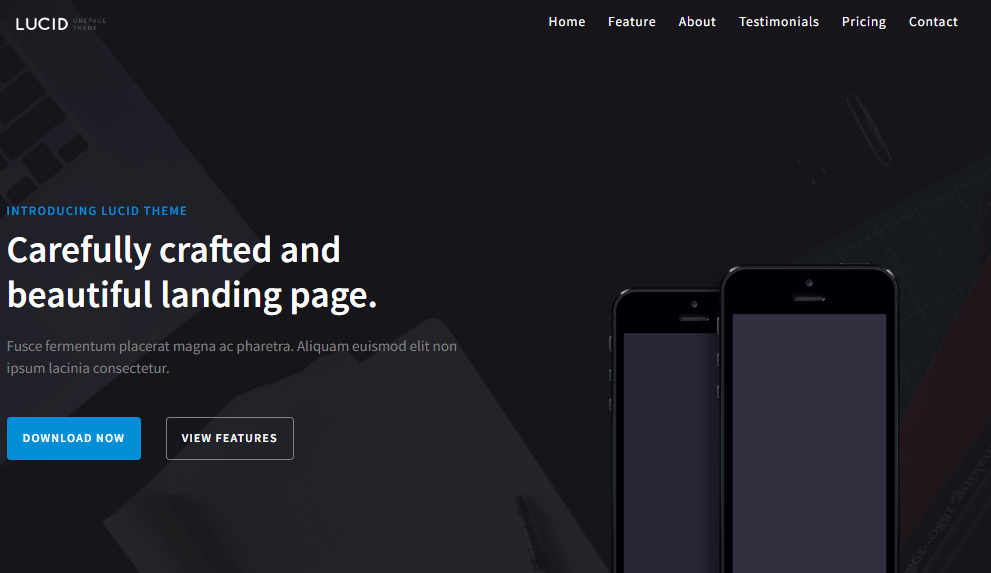 LUCID ONEPAGE
THEME
Home Feature About Testimonials Pricing Contact
INTRODUCING LUCID THEME
Carefully crafted and
beautiful landing page.
Fusce fermentum placerat magna ac pharetra. Aliquam euismod elit non
ipsum lacinia consectetur.
DOWNLOAD NOW VIEW FEATURES